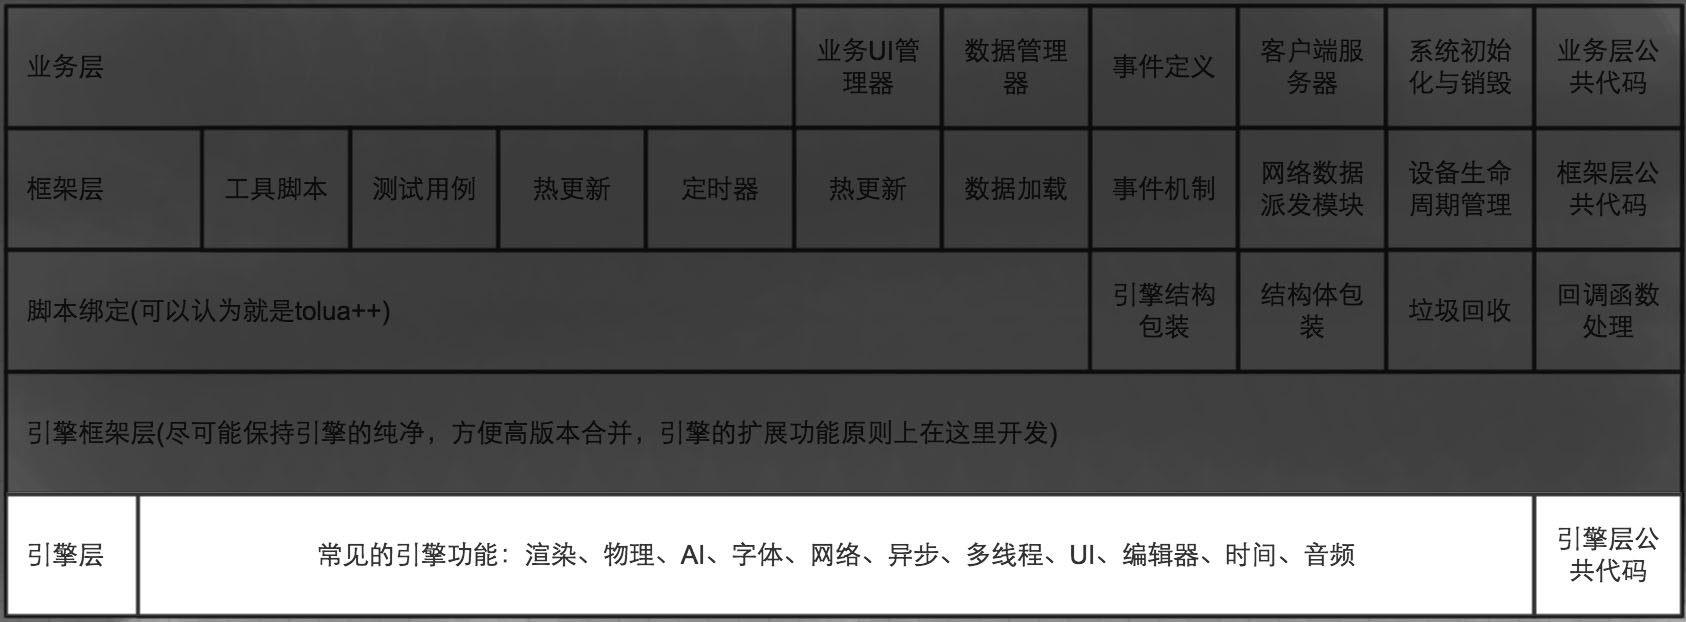 业务层
业务UI管
理器
数据管理
器
事件定义
客户端服
务器
系统初始
化与销毁
业务层公
共代码
框架层
工具脚本
测试用例
热更新
定时器
热更新
数据加载
事件机制
网络数据
派发模块
设备生命
周期管理
框架层公
共代码
脚本绑定(可以认为就是tolua++)
引擎结构
包装
结构体包
装
垃圾回收
回调函数
处理
引擎框架层(尽可能保持引擎的纯净，方便高版本合并，引擎的扩展功能原则上在这里开发)
引擎层
常见的引擎功能：渲染、物理、AI、字体、网络、异步、多线程、UI、编辑器、时间、音频
引擎层公
共代码